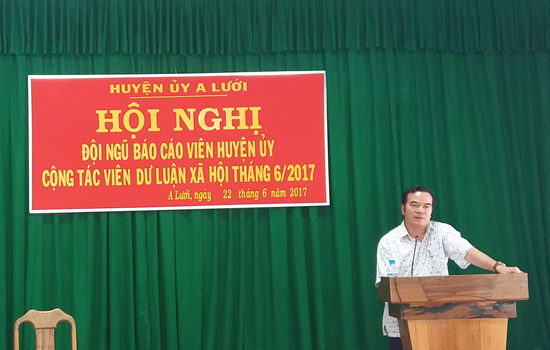 HUYỆN ỦY A LƯỚI
HỘI NGHỊ
ĐỘI NGŨ BÁO CÁO VIÊN HUYỆN ỦY
CỘNG TÁC VIÊN DƯ LUẬN XÃ HỘI THÁNG 6/2017
A Lưới, ngày 22 tháng 6 năm 2017